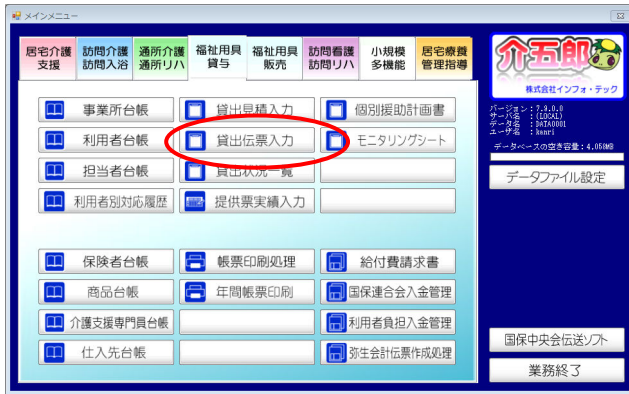 メインメニュー
居宅介護
支援
訪問介護
訪問入浴
通所介護
通所リハ
福祉用具
貸与
福祉用具
販売
訪問看護
訪問リハ
小規模
多機能
居宅療養
管理指導
事業所台帳
貸出見積入力
個別援助計画書
利用者台帳
貸出伝票入力
モニタリングシート
担当者台帳
貸出状況一覧
利用者別対応履歴
提供票実績入力
保険者台帳
帳票印刷処理
給付費請求書
商品台帳
年間帳票印刷
国保連合会入金管理
介護支援専門員台帳
利用者負担入金管理
仕入先台帳
弥生会計伝票作成処理
介五郎
株式会社インフォ・テック
バージョン:7.9.0.0
サーバ名 :(LOCAL)
データ名 :DATA0001
ユーザ名 :kanri
データベースの空き容量:4,058MB
データファイル設定
国保中央会伝送ソフト
業務終了